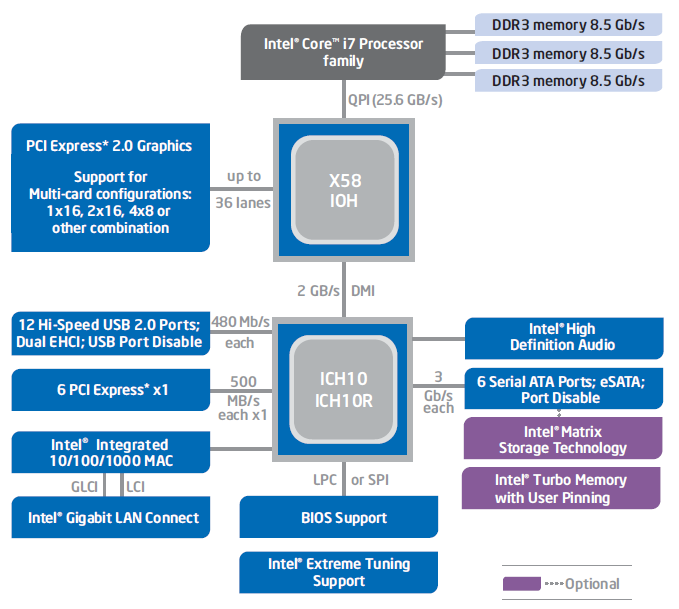 Intel® Core™ i7 Processor
family
DDR3 memory 8.5 Gb/s
DDR3 memory 8.5 Gb/s
DDR3 memory 8.5 Gb/s
QPI (25.6 GB/s)
PCI Express* 2.0 Graphics
Support for
Multi-card configurations:
1x16, 2x16, 4x8 or
other combination
up to
36 lanes
X58
IOH
2 GB/s DMI
12 Hi-Speed USB 2.0 Ports;
Dual EHCI; USB Port Disable
480 Mb/s
each
6 PCI Express* x1
500
MB/s
each x1
Intel® Integrated
10/100/1000 MAC
GLCI LCI
Intel® Gigabit LAN Connect
ICH10
ICH10R
Intel® High
Definition Audio
3
Gb/s
each
6 Serial ATA Ports; eSATA;
Port Disable
Intel® Matrix
Storage Technology
Intel® Turbo Memory
with User Pinning
LPC or SPI
BIOS Support
Intel® Extreme Tuning
Support
Optional